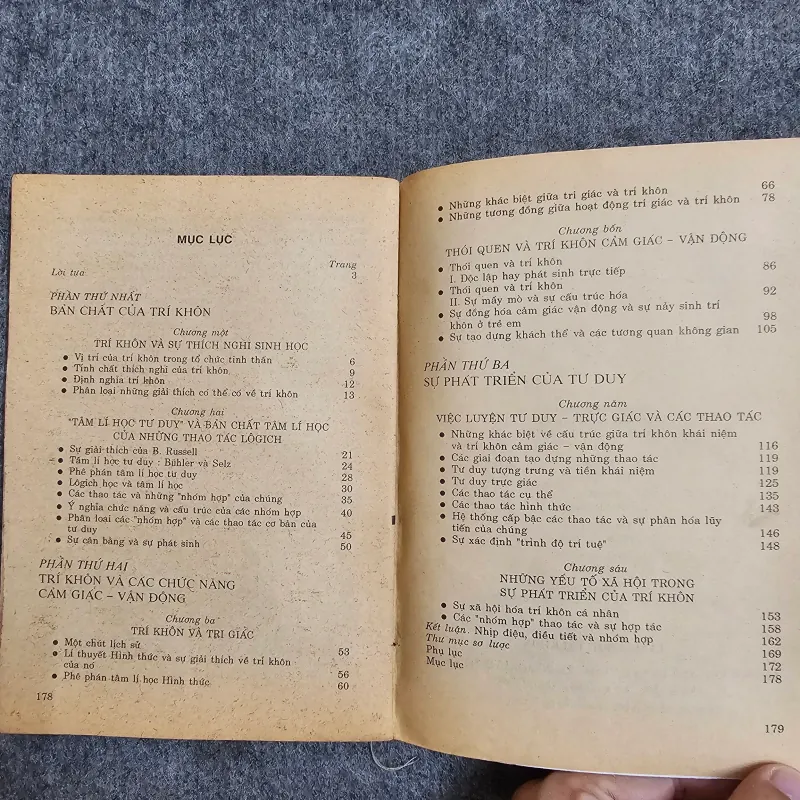 MỤC LỤC
Trang
Lời tựa 3
PHẦN THỨ NHẤT
BẢN CHẤT CỦA TRÍ KHÔN
Chương một
TRÍ KHÔN VÀ SỰ THÍCH NGHI SINH HỌC
● Vị trí của trí khôn trong tổ chức tinh thần 6
● Tính chất thích nghi của trí khôn 9
● Định nghĩa trí khôn 12
● Phân loại những giải thích có thể có về trí khôn 13
Chương hai
"TÂM LÍ HỌC TƯ DUY" VÀ BẢN CHẤT TÂM LÍ HỌC
CỦA NHỮNG THAO TÁC LÔGICH
● Sự giải thích của B. Russell 21
● Tâm lí học tư duy : Bühler và Selz 24
● Phê phán tâm lí học tư duy 28
● Lôgich học và tâm lí học 30
● Các thao tác và những "nhóm hợp" của chúng 35
● Ý nghĩa chức năng và cấu trúc của các nhóm hợp 40
● Phân loại các "nhóm hợp" và các thao tác cơ bản của
tư duy 45
● Sự cân bằng và sự phát sinh 50
PHẦN THỨ HAI
TRÍ KHÔN VÀ CÁC CHỨC NĂNG
CẢM GIÁC - VẬN ĐỘNG
Chương ba
TRÍ KHÔN VÀ TRI GIÁC
● Một chút lịch sử 53
● Lí thuyết Hình thức và sự giải thích về trí khôn
của nó 56
● Phê phán tâm lí học Hình thức 60
178
● Những khác biệt giữa tri giác và trí khôn 66
● Những tương đồng giữa hoạt động tri giác và trí khôn 78
Chương bốn
THÓI QUEN VÀ TRÍ KHÔN CẢM GIÁC - VẬN ĐỘNG
● Thói quen và trí khôn
I. Độc lập hay phát sinh trực tiếp 86
● Thói quen và trí khôn
II. Sự mầy mò và sự cấu trúc hóa 92
● Sự đồng hóa cảm giác vận động và sự nảy sinh trí
khôn ở trẻ em 98
● Sự tạo dựng khách thể và các tương quan không gian 105
PHẦN THỨ BA
SỰ PHÁT TRIỂN CỦA TƯ DUY
Chương năm
VIỆC LUYỆN TƯ DUY - TRỰC GIÁC VÀ CÁC THAO TÁC
● Những khác biệt về cấu trúc giữa trí khôn khái niệm
và trí khôn cảm giác - vận động 116
● Các giai đoạn tạo dựng những thao tác 119
● Tư duy tượng trưng và tiền khái niệm 119
● Tư duy trực giác 125
● Các thao tác cụ thể 135
● Các thao tác hình thức 143
● Hệ thống cấp bậc các thao tác và sự phân hóa lũy
tiến của chúng 146
● Sự xác định "trình độ trí tuệ" 148
Chương sáu
NHỮNG YẾU TỐ XÃ HỘI TRONG
SỰ PHÁT TRIỂN CỦA TRÍ KHÔN
● Sự xã hội hóa trí khôn cá nhân 153
● Các "nhóm hợp" thao tác và sự hợp tác 158
Kết luận. Nhịp điệu, điều tiết và nhóm hợp 162
Thư mục sơ lược 169
Phụ lục 172
Mục lục 178
179